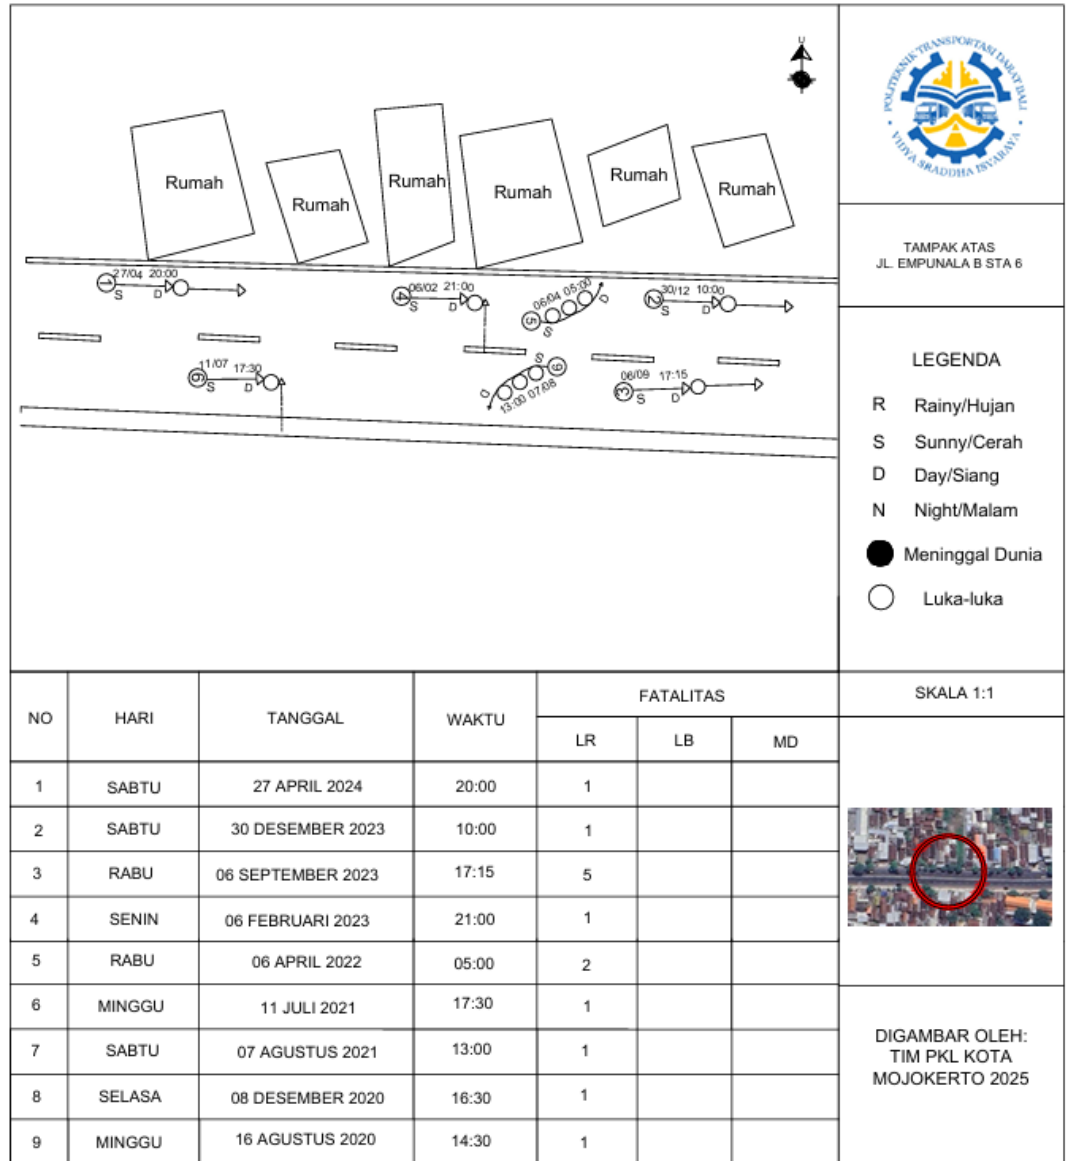 U
POLITEKNIK TRANSPORTASI DARAT BALI
VIDYA SRADDHA ISVARAYA
TAMPAK ATAS
JL. EMPUNALA B STA 6
Rumah
Rumah
Rumah
Rumah
Rumah
Rumah
1 27/04 20:00
S D
4 06/02 21:00
S D
5 06/04 05:00
S D
2 30/12 10:00
S D
6 11/07 17:30
S D
9 13:00 07/08
S D
3 06/09 17:15
S D
LEGENDA
R Rainy/Hujan
S Sunny/Cerah
D Day/Siang
N Night/Malam
Meninggal Dunia
Luka-luka
SKALA 1:1
NO HARI TANGGAL WAKTU FATALITAS
LR LB MD
1 SABTU 27 APRIL 2024 20:00 1
2 SABTU 30 DESEMBER 2023 10:00 1
3 RABU 06 SEPTEMBER 2023 17:15 5
4 SENIN 06 FEBRUARI 2023 21:00 1
5 RABU 06 APRIL 2022 05:00 2
6 MINGGU 11 JULI 2021 17:30 1
7 SABTU 07 AGUSTUS 2021 13:00 1
8 SELASA 08 DESEMBER 2020 16:30 1
9 MINGGU 16 AGUSTUS 2020 14:30 1
DIGAMBAR OLEH:
TIM PKL KOTA
MOJOKERTO 2025